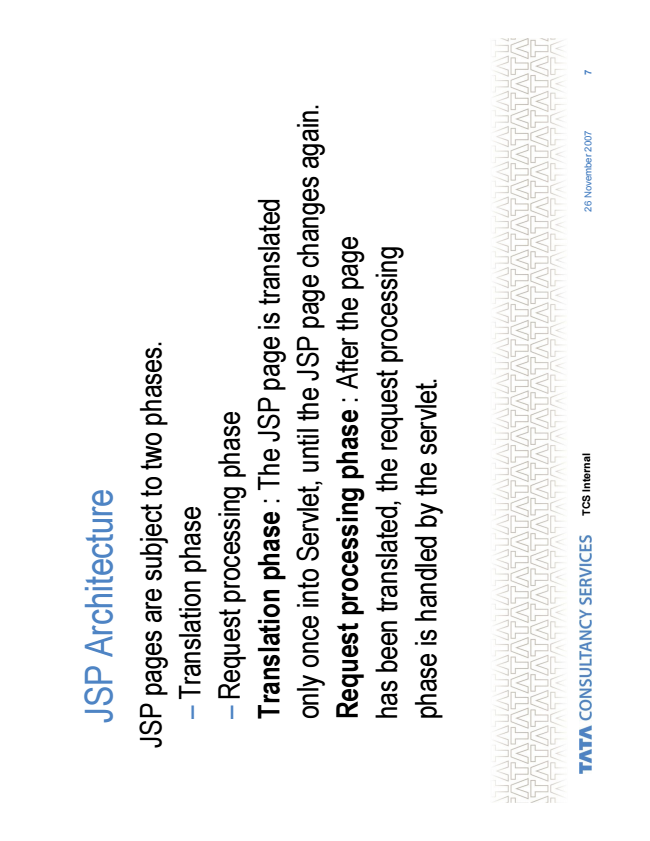 JSP Architecture
JSP pages are subject to two phases.
– Translation phase
– Request processing phase
Translation phase : The JSP page is translated
only once into Servlet, until the JSP page changes again.
Request processing phase : After the page
has been translated, the request processing
phase is handled by the servlet.
TATA CONSULTANCY SERVICES TCS Internal 26 November 2007 7